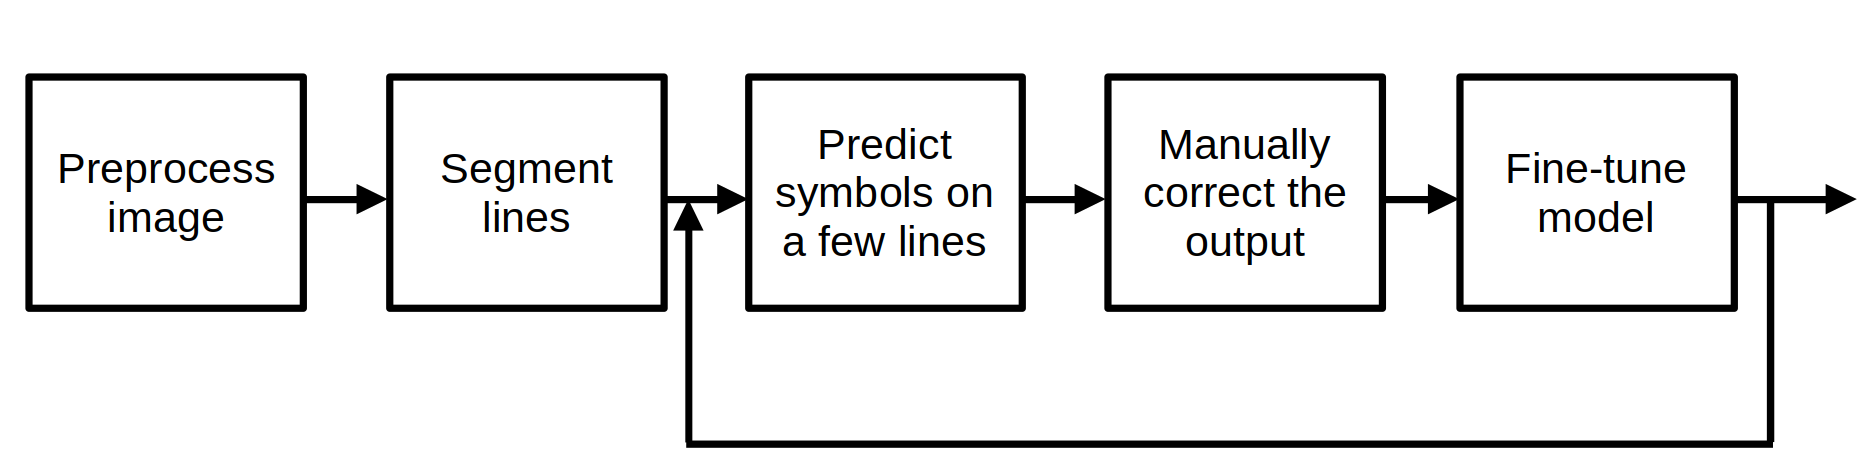 Preprocess
image
Segment
lines
Predict
symbols on
a few lines
Manually
correct the
output
Fine-tune
model